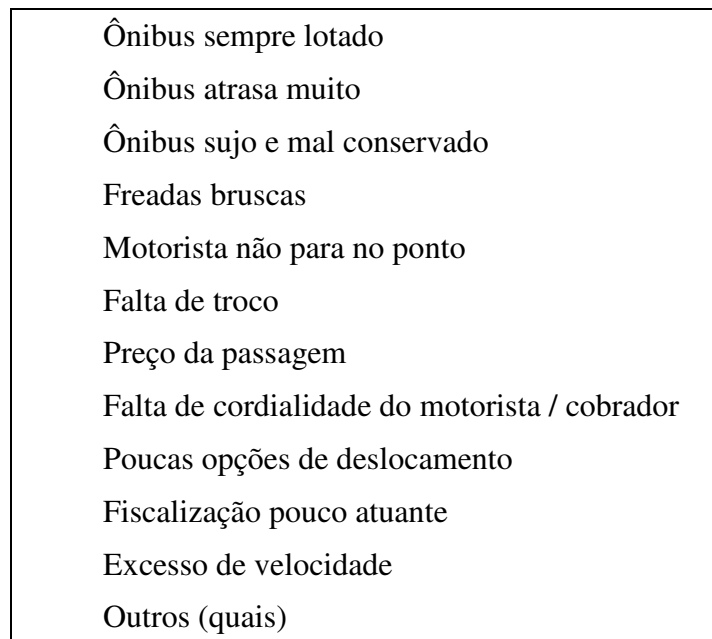 Ônibus sempre lotado
Ônibus atrasa muito
Ônibus sujo e mal conservado
Freadas bruscas
Motorista não para no ponto
Falta de troco
Preço da passagem
Falta de cordialidade do motorista / cobrador
Poucas opções de deslocamento
Fiscalização pouco atuante
Excesso de velocidade
Outros (quais)